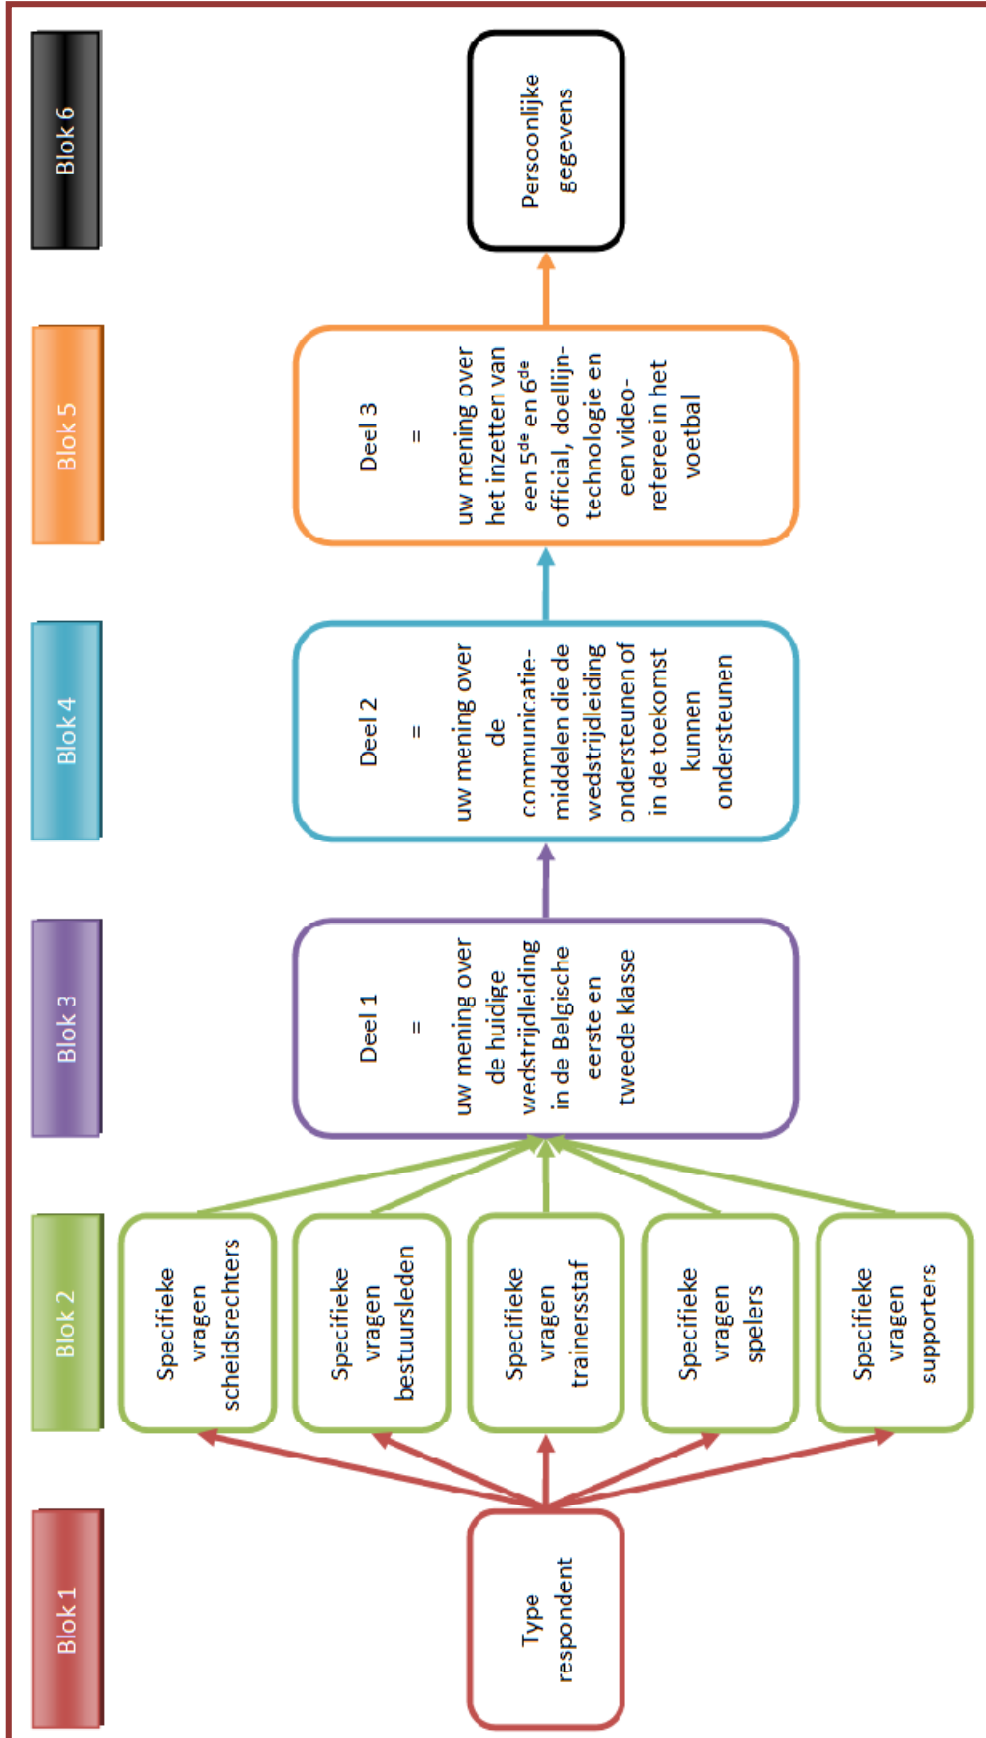 Blok 1
Blok 2
Blok 3
Blok 4
Blok 5
Blok 6
Type
respondent
Specifieke
vragen
scheidsrechters
Specifieke
vragen
bestuursleden
Specifieke
vragen
trainersstaf
Specifieke
vragen
spelers
Specifieke
vragen
supporters
Deel 1
=
uw mening over
de huidige
wedstrijdleiding
in de Belgische
eerste en
tweede klasse
Deel 2
=
uw mening over
de
communicatie-
middelen die de
wedstrijdleiding
ondersteunen of
in de toekomst
kunnen
ondersteunen
Deel 3
=
uw mening over
het inzetten van
een 5de en 6de
official, doellijn-
technologie en
een video-
referee in het
voetbal
Persoonlijke
gegevens